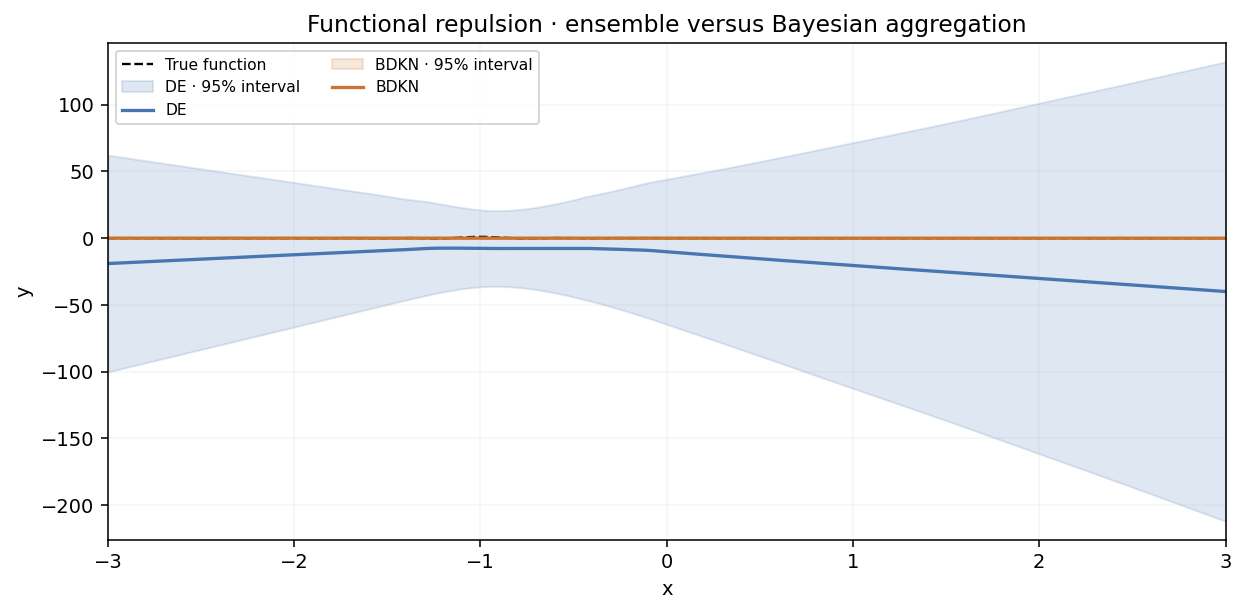 Functional repulsion · ensemble versus Bayesian aggregation
True function
DE · 95% interval
DE
BDKN · 95% interval
BDKN
y
100
50
0
−50
−100
−150
−200
−3
−2
−1
0
1
2
3
x